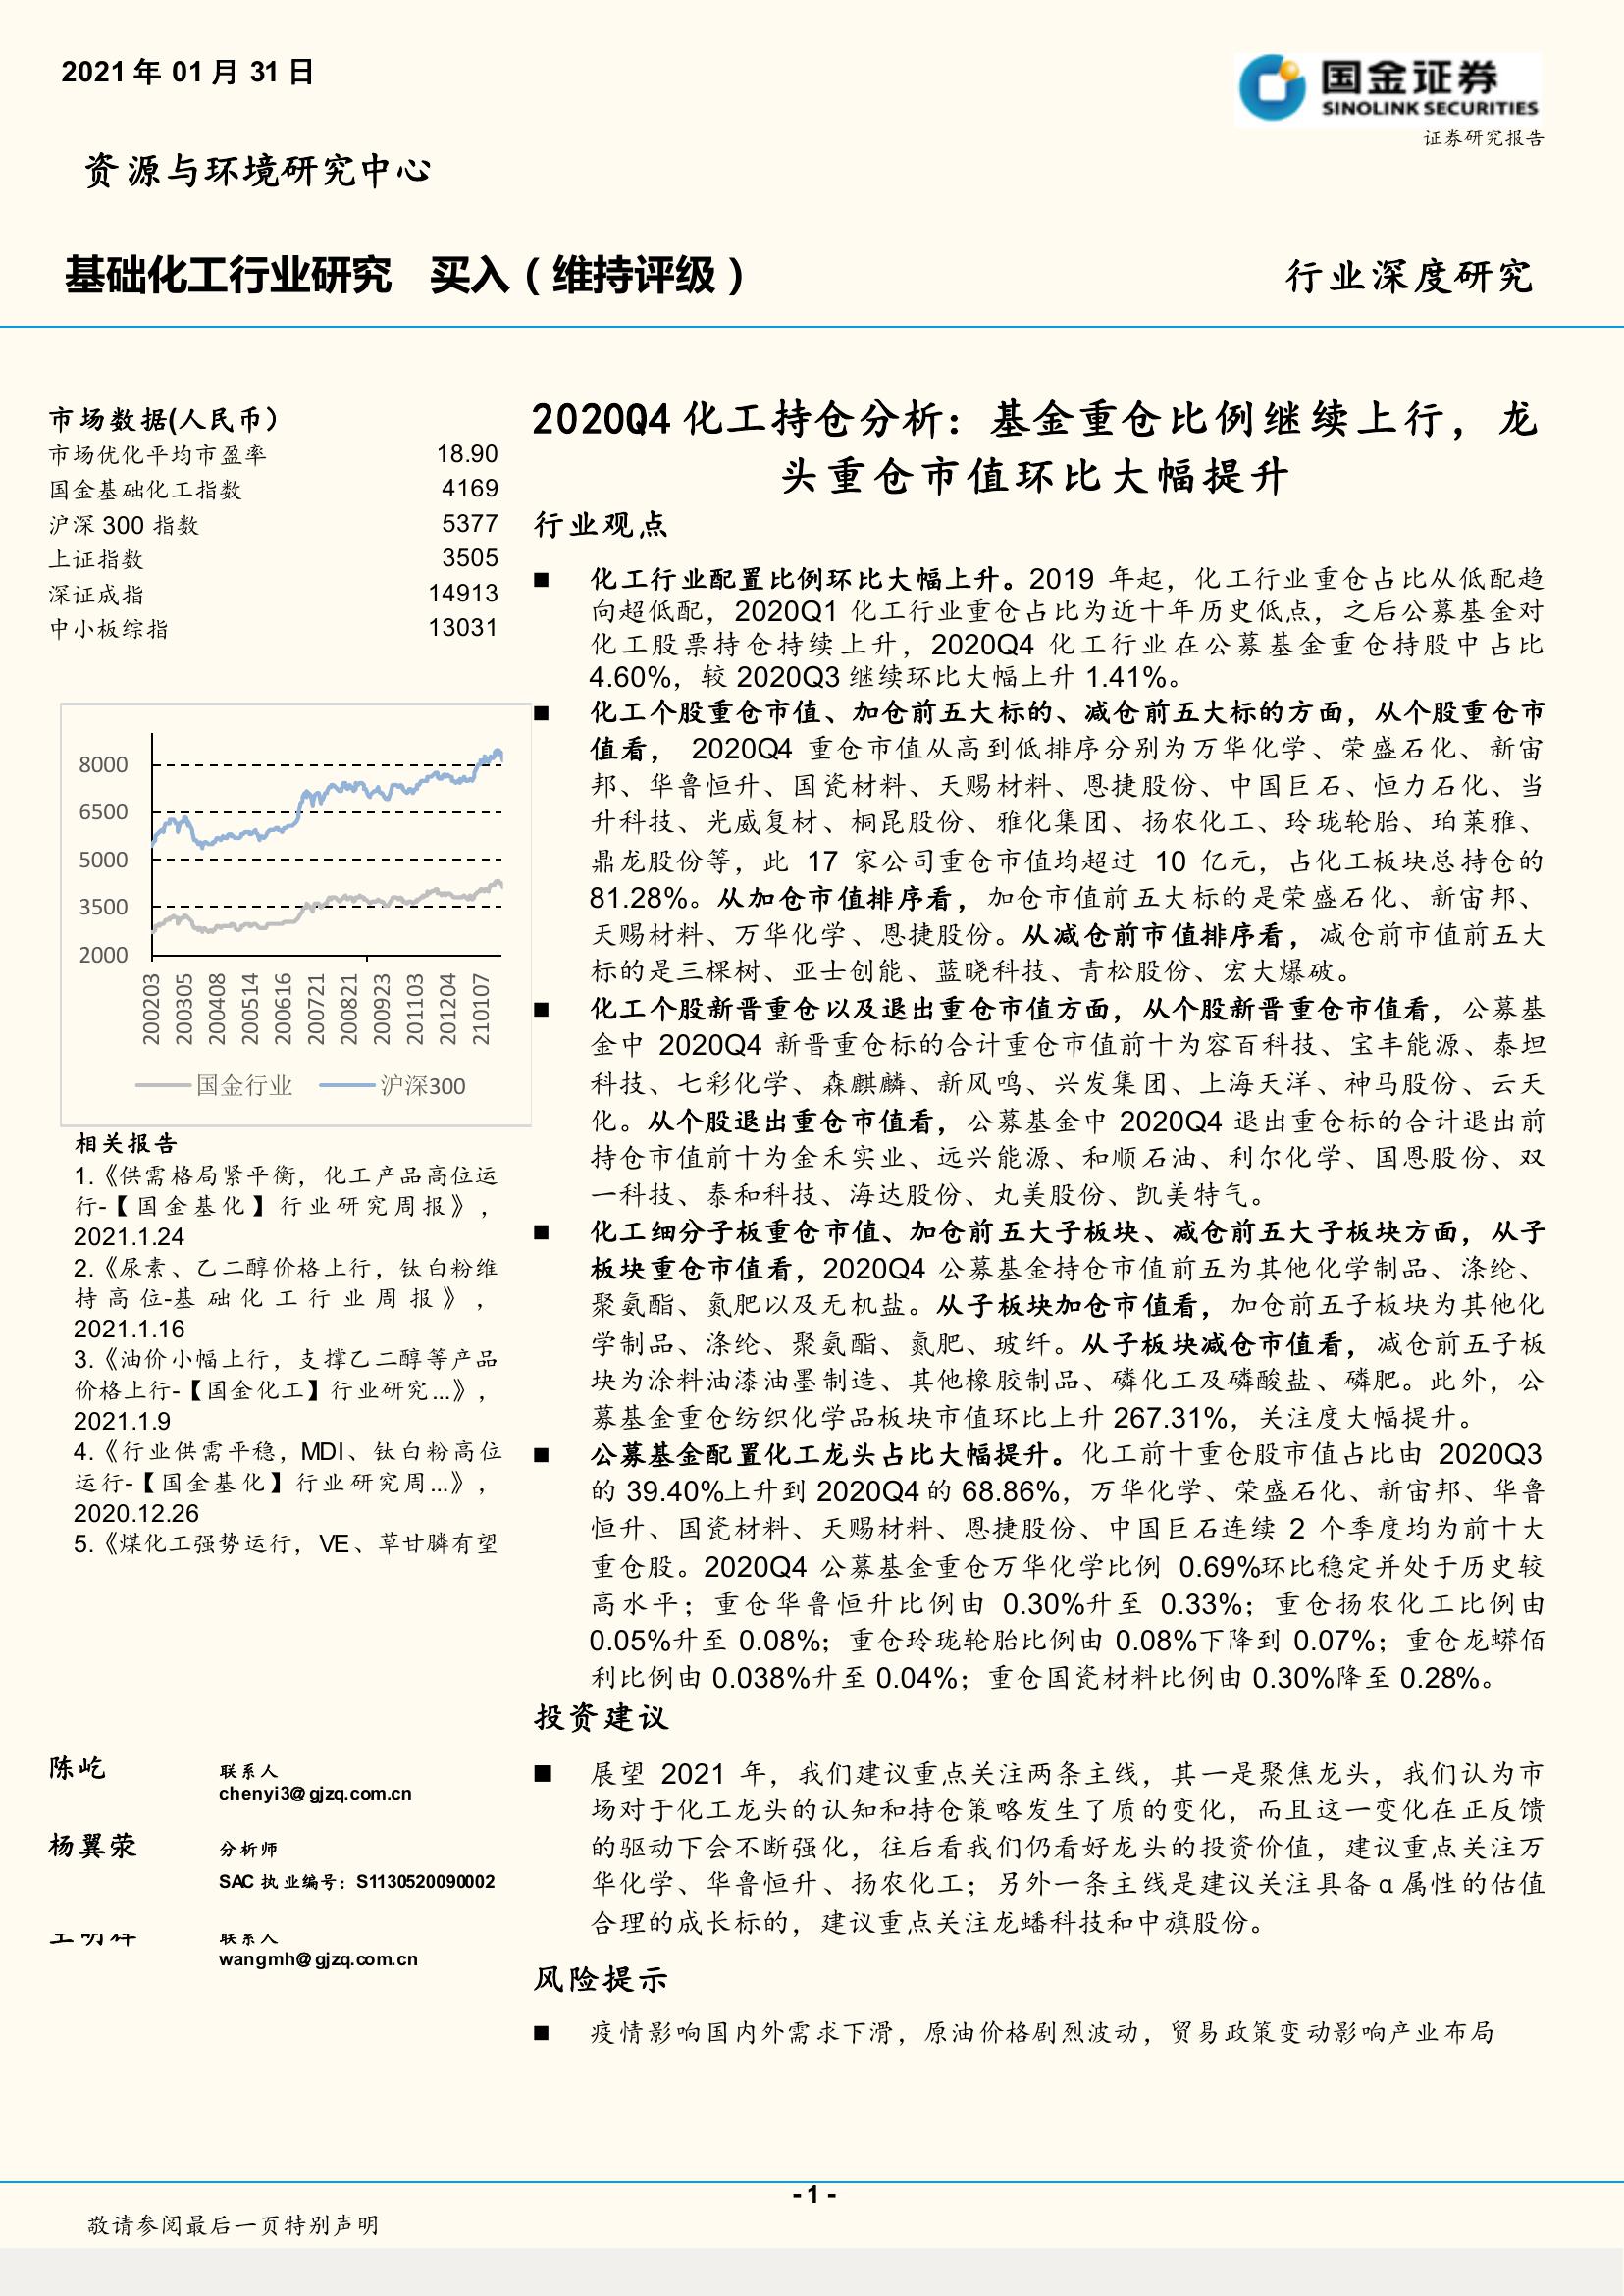 2021 年 01 月 31 日
国金证券
SINOLINK SECURITIES
证券研究报告
资源与环境研究中心
基础化工行业研究 买入（维持评级）
行业深度研究
市场数据(人民币）
市场优化平均市盈率 18.90
国金基础化工指数 4169
沪深 300 指数 5377
上证指数 3505
深证成指 14913
中小板综指 13031
8000
6500
5000
3500
2000
200203
200305
200408
200514
200616
200721
200821
200923
201103
201204
210107
国金行业 沪深300
相关报告
1.《供需格局紧平衡，化工产品高位运
行-【国金基化】行业研究周报》，
2021.1.24
2.《尿素、乙二醇价格上行，钛白粉维
持高位-基础化工行业周报》，
2021.1.16
3.《油价小幅上行，支撑乙二醇等产品
价格上行-【国金化工】行业研究...》，
2021.1.9
4.《行业供需平稳，MDI、钛白粉高位
运行-【国金基化】行业研究周...》，
2020.12.26
5.《煤化工强势运行，VE、草甘膦有望
陈屹 联系人
chenyi3@gjzq.com.cn
杨翼荥 分析师
SAC 执业编号：S1130520090002
王明辉 联系人
wangmh@gjzq.com.cn
2020Q4 化工持仓分析：基金重仓比例继续上行，龙
头重仓市值环比大幅提升
行业观点
■ 化工行业配置比例环比大幅上升。2019 年起，化工行业重仓占比从低配趋
向超低配，2020Q1 化工行业重仓占比为近十年历史低点，之后公募基金对
化工股票持仓持续上升，2020Q4 化工行业在公募基金重仓持股中占比
4.60%，较 2020Q3 继续环比大幅上升 1.41%。
■ 化工个股重仓市值、加仓前五大标的、减仓前五大标的方面，从个股重仓市
值看， 2020Q4 重仓市值从高到低排序分别为万华化学、荣盛石化、新宙
邦、华鲁恒升、国瓷材料、天赐材料、恩捷股份、中国巨石、恒力石化、当
升科技、光威复材、桐昆股份、雅化集团、扬农化工、玲珑轮胎、珀莱雅、
鼎龙股份等，此 17 家公司重仓市值均超过 10 亿元，占化工板块总持仓的
81.28%。从加仓市值排序看，加仓市值前五大标的是荣盛石化、新宙邦、
天赐材料、万华化学、恩捷股份。从减仓前市值排序看，减仓前市值前五大
标的是三棵树、亚士创能、蓝晓科技、青松股份、宏大爆破。
■ 化工个股新晋重仓以及退出重仓市值方面，从个股新晋重仓市值看，公募基
金中 2020Q4 新晋重仓标的合计重仓市值前十为容百科技、宝丰能源、泰坦
科技、七彩化学、森麒麟、新风鸣、兴发集团、上海天洋、神马股份、云天
化。从个股退出重仓市值看，公募基金中 2020Q4 退出重仓标的合计退出前
持仓市值前十为金禾实业、远兴能源、和顺石油、利尔化学、国恩股份、双
一科技、泰和科技、海达股份、丸美股份、凯美特气。
■ 化工细分子板重仓市值、加仓前五大子板块、减仓前五大子板块方面，从子
板块重仓市值看，2020Q4 公募基金持仓市值前五为其他化学制品、涤纶、
聚氨酯、氮肥以及无机盐。从子板块加仓市值看，加仓前五子板块为其他化
学制品、涤纶、聚氨酯、氮肥、玻纤。从子板块减仓市值看，减仓前五子板
块为涂料油漆油墨制造、其他橡胶制品、磷化工及磷酸盐、磷肥。此外，公
募基金重仓纺织化学品板块市值环比上升 267.31%，关注度大幅提升。
■ 公募基金配置化工龙头占比大幅提升。化工前十重仓股市值占比由 2020Q3
的 39.40%上升到 2020Q4 的 68.86%，万华化学、荣盛石化、新宙邦、华鲁
恒升、国瓷材料、天赐材料、恩捷股份、中国巨石连续 2 个季度均为前十大
重仓股。2020Q4 公募基金重仓万华化学比例 0.69%环比稳定并处于历史较
高水平；重仓华鲁恒升比例由 0.30%升至 0.33%；重仓扬农化工比例由
0.05%升至 0.08%；重仓玲珑轮胎比例由 0.08%下降到 0.07%；重仓龙蟒佰
利比例由 0.038%升至 0.04%；重仓国瓷材料比例由 0.30%降至 0.28%。
投资建议
■ 展望 2021 年，我们建议重点关注两条主线，其一是聚焦龙头，我们认为市
场对于化工龙头的认知和持仓策略发生了质的变化，而且这一变化在正反馈
的驱动下会不断强化，往后看我们仍看好龙头的投资价值，建议重点关注万
华化学、华鲁恒升、扬农化工；另外一条主线是建议关注具备 α 属性的估值
合理的成长标的，建议重点关注龙蟠科技和中旗股份。
风险提示
■ 疫情影响国内外需求下滑，原油价格剧烈波动，贸易政策变动影响产业布局
- 1 -
敬请参阅最后一页特别声明